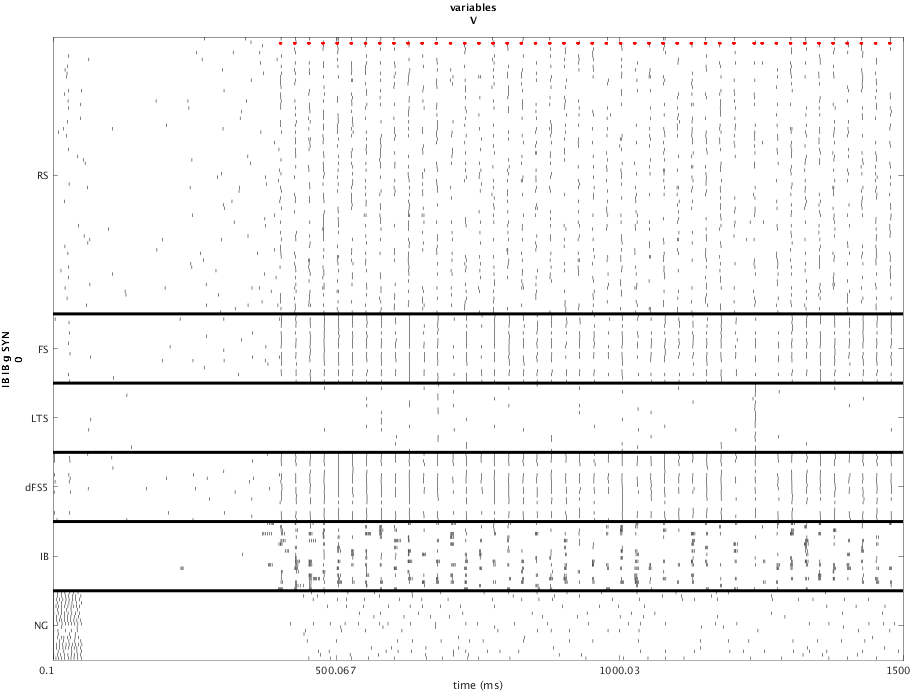 variables
V
RS
FS
LTS
dFS5
IB
NG
IB IB g SYN
0
0.1
500.067
1000.03
1500
time (ms)